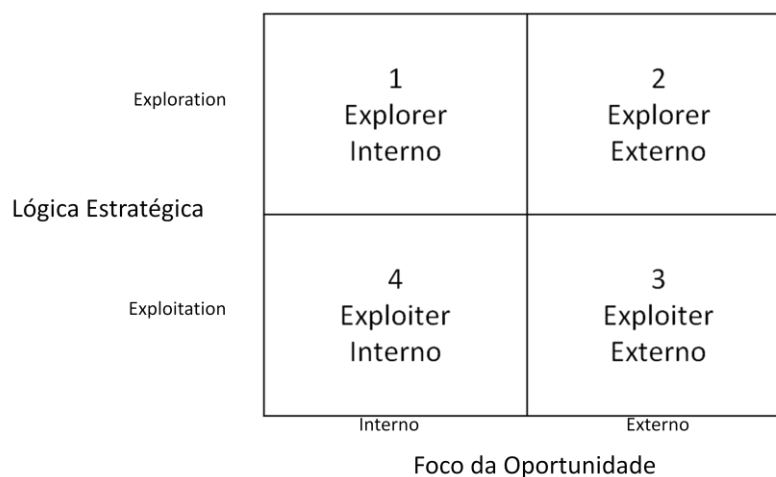 Exploration
1
Explorer
Interno
2
Explorer
Externo
Lógica Estratégica
Exploitation
4
Exploiter
Interno
3
Exploiter
Externo
Interno
Externo
Foco da Oportunidade